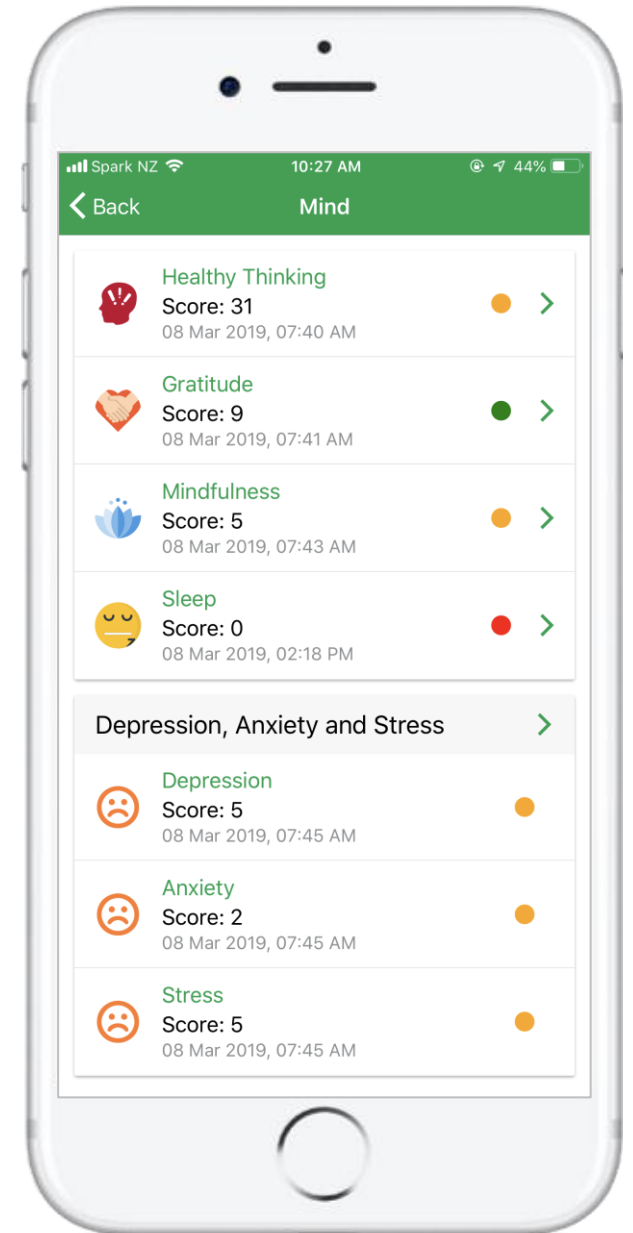 Spark NZ 10:27 AM 44%
Back Mind
Healthy Thinking
Score: 31
08 Mar 2019, 07:40 AM
Gratitude
Score: 9
08 Mar 2019, 07:41 AM
Mindfulness
Score: 5
08 Mar 2019, 07:43 AM
Sleep
Score: 0
08 Mar 2019, 02:18 PM
Depression, Anxiety and Stress
Depression
Score: 5
08 Mar 2019, 07:45 AM
Anxiety
Score: 2
08 Mar 2019, 07:45 AM
Stress
Score: 5
08 Mar 2019, 07:45 AM